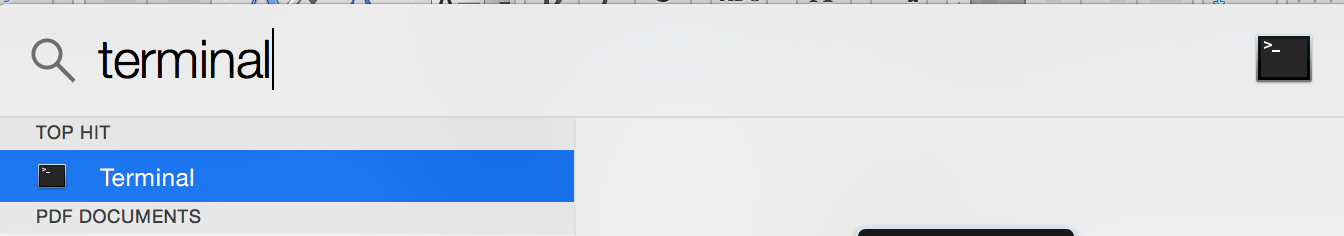 terminal
TOP HIT
Terminal
PDF DOCUMENTS